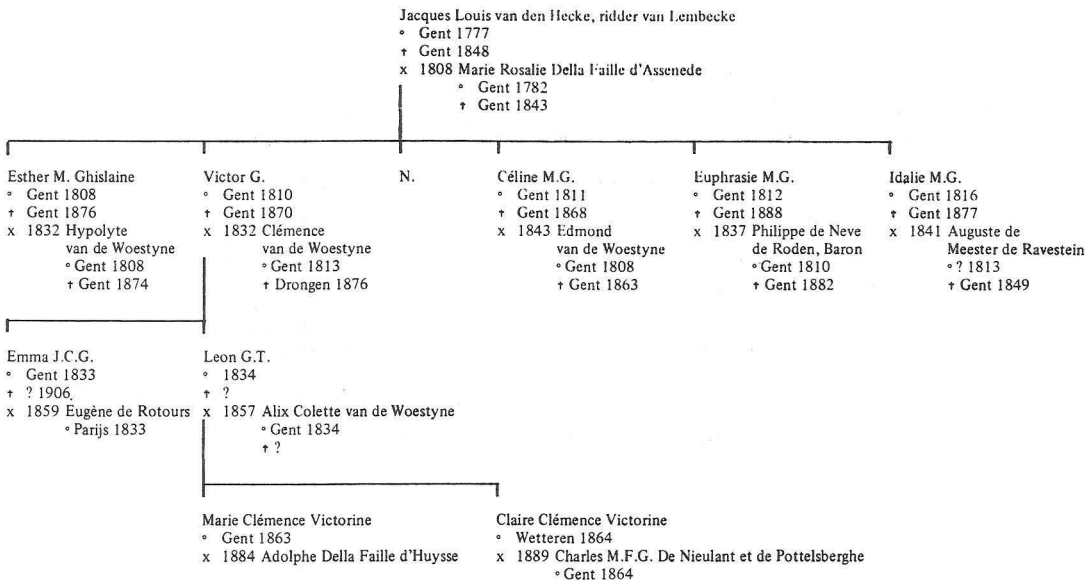 Jacques Louis van den Hecke, ridder van Lembecke
° Gent 1777
† Gent 1848
x 1808 Marie Rosalie Della Faille d'Assenede
° Gent 1782
† Gent 1843
Esther M. Ghislaine
° Gent 1808
† Gent 1876
x 1832 Hypolyte
van de Woestyne
° Gent 1808
† Gent 1874
Victor G.
° Gent 1810
† Gent 1870
x 1832 Clémence
van de Woestyne
° Gent 1813
† Drongen 1876
N.
Céline M.G.
° Gent 1811
† Gent 1868
x 1843 Edmond
van de Woestyne
° Gent 1808
† Gent 1863
Euphrasie M.G.
° Gent 1812
† Gent 1888
x 1837 Philippe de Neve
de Roden, Baron
° Gent 1810
† Gent 1882
Idalie M.G.
° Gent 1816
† Gent 1877
x 1841 Auguste de
Meester de Ravestein
° ? 1813
† Gent 1849
Emma J.C.G.
° Gent 1833
† ? 1906.
x 1859 Eugène de Rotours
° Parijs 1833
Leon G.T.
° 1834
† ?
x 1857 Alix Colette van de Woestyne
° Gent 1834
† ?
Marie Clémence Victorine
° Gent 1863
x 1884 Adolphe Della Faille d'Huysse
Claire Clémence Victorine
° Wetteren 1864
x 1889 Charles M.F.G. De Nieulant et de Pottelsberghe
° Gent 1864